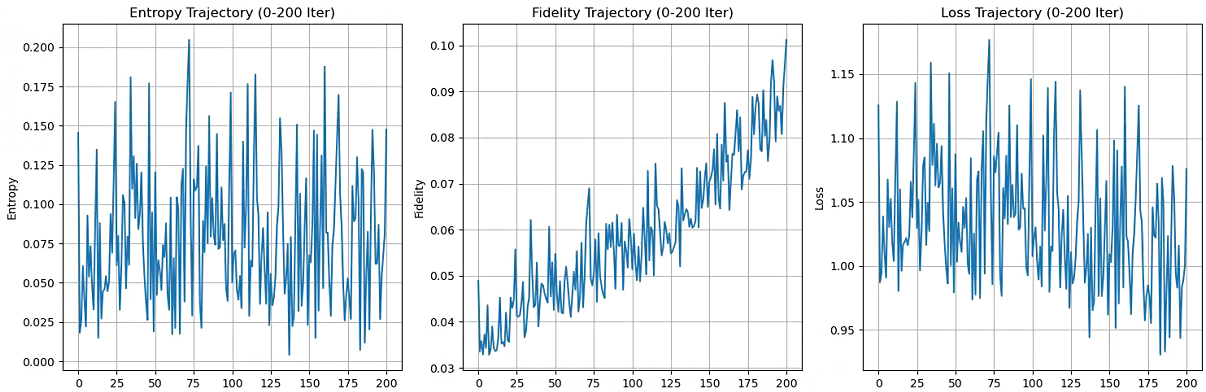 Entropy Trajectory (0-200 Iter)
Entropy
0.200
0.175
0.150
0.125
0.100
0.075
0.050
0.025
0.000
0 25 50 75 100 125 150 175 200
Fidelity Trajectory (0-200 Iter)
Fidelity
0.10
0.09
0.08
0.07
0.06
0.05
0.04
0.03
0 25 50 75 100 125 150 175 200
Loss Trajectory (0-200 Iter)
Loss
1.15
1.10
1.05
1.00
0.95
0 25 50 75 100 125 150 175 200